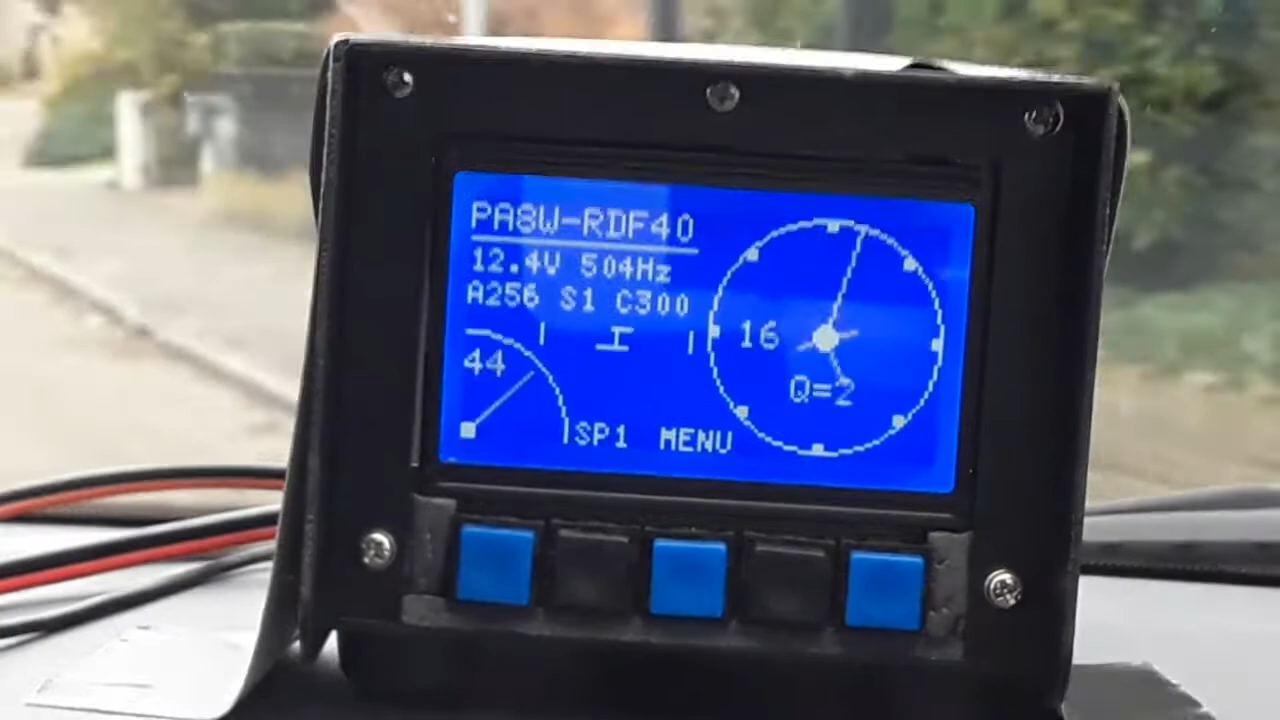 PA8W-RDF40
12.4V 504Hz
A256 S1 C300
44
16
Q=2
SP1 MENU